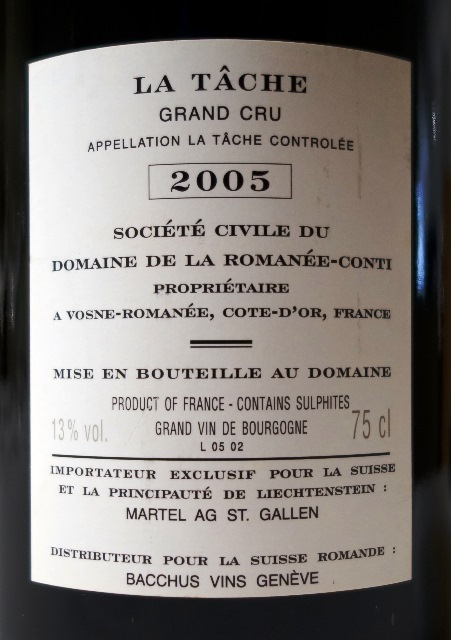 LA TÂCHE
GRAND CRU
APPELLATION LA TÂCHE CONTROLÉE
2005
SOCIÉTÉ CIVILE DU
DOMAINE DE LA ROMANÉE-CONTI
PROPRIÉTAIRE
A VOSNE-ROMANÉE, COTE-D'OR, FRANCE
MISE EN BOUTEILLE AU DOMAINE
PRODUCT OF FRANCE - CONTAINS SULPHITES
13% vol. GRAND VIN DE BOURGOGNE 75 cl
L 05 02
IMPORTATEUR EXCLUSIF POUR LA SUISSE
ET LA PRINCIPAUTÉ DE LIECHTENSTEIN :
MARTEL AG ST. GALLEN
DISTRIBUTEUR POUR LA SUISSE ROMANDE :
BACCHUS VINS GENÈVE